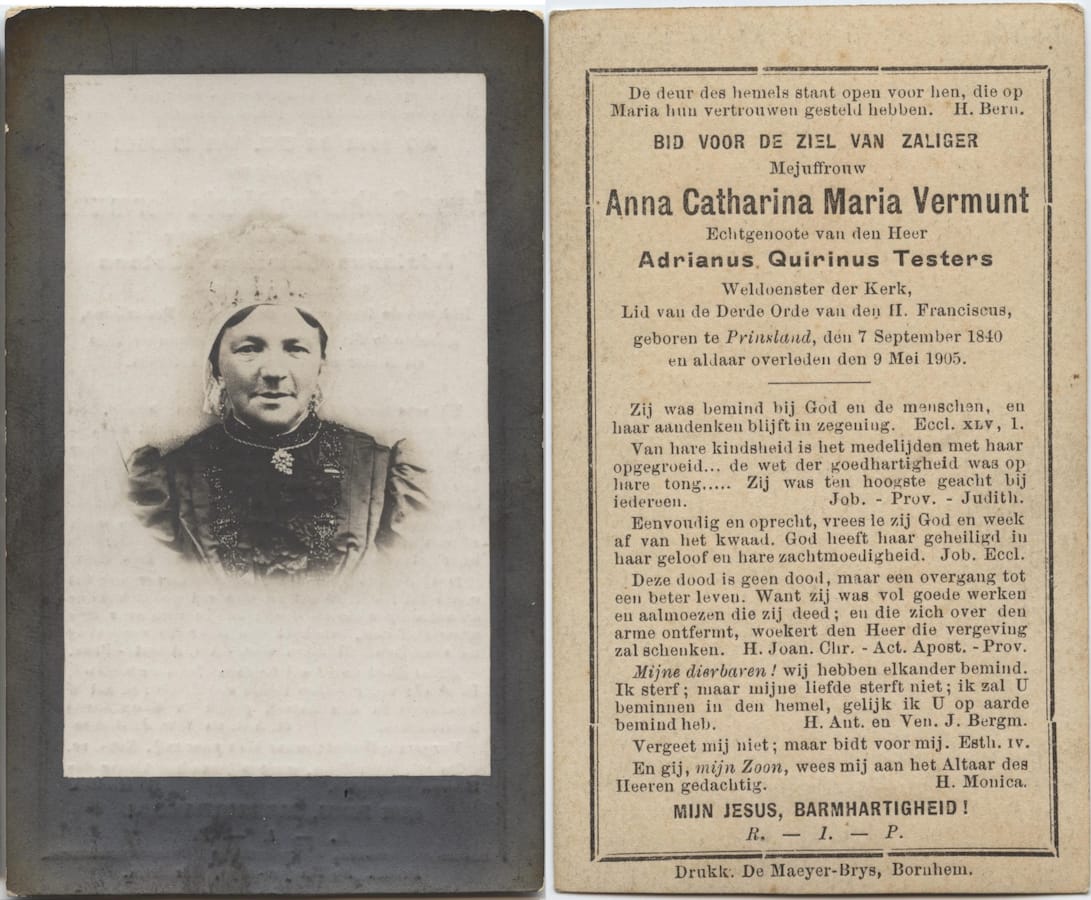 De deur des hemels staat open voor hen, die op
Maria hun vertrouwen gesteld hebben. H. Bern.
BID VOOR DE ZIEL VAN ZALIGER
Mejuffrouw
Anna Catharina Maria Vermunt
Echtgenoote van den Heer
Adrianus Quirinus Testers
Weldoenster der Kerk,
Lid van de Derde Orde van den H. Franciscus,
geboren te Prinsland, den 7 September 1840
en aldaar overleden den 9 Mei 1905.
Zij was bemind bij God en de menschen, en
haar aandenken blijft in zegening. Eccl. XLV, 1.
Van hare kindsheid is het medelijden met haar
opgegroeid... de wet der goedhartigheid was op
hare tong..... Zij was ten hoogste geacht bij
iedereen. Job. - Prov. - Judith.
Eenvoudig en oprecht, vrees le zij God en week
af van het kwaad. God heeft haar geheiligd in
haar geloof en hare zachtmoedigheid. Job. Eccl.
Deze dood is geen dood, maar een overgang tot
een beter leven. Want zij was vol goede werken
en aalmoezen die zij deed; en die zich over den
arme ontfermt, woekert den Heer die vergeving
zal schenken. H. Joan. Chr. - Act. Apost. - Prov.
Mijne dierbaren! wij hebben elkander bemind.
Ik sterf; maar mijne liefde sterft niet; ik zal U
beminnen in den hemel, gelijk ik U op aarde
bemind heb. H. Ant. en Ven. J. Bergm.
Vergeet mij niet; maar bidt voor mij. Esth. IV.
En gij, mijn Zoon, wees mij aan het Altaar des
Heeren gedachtig. H. Monica.
MIJN JESUS, BARMHARTIGHEID!
R. — I. — P.
Drukk. De Maeyer-Brys, Bornhem.